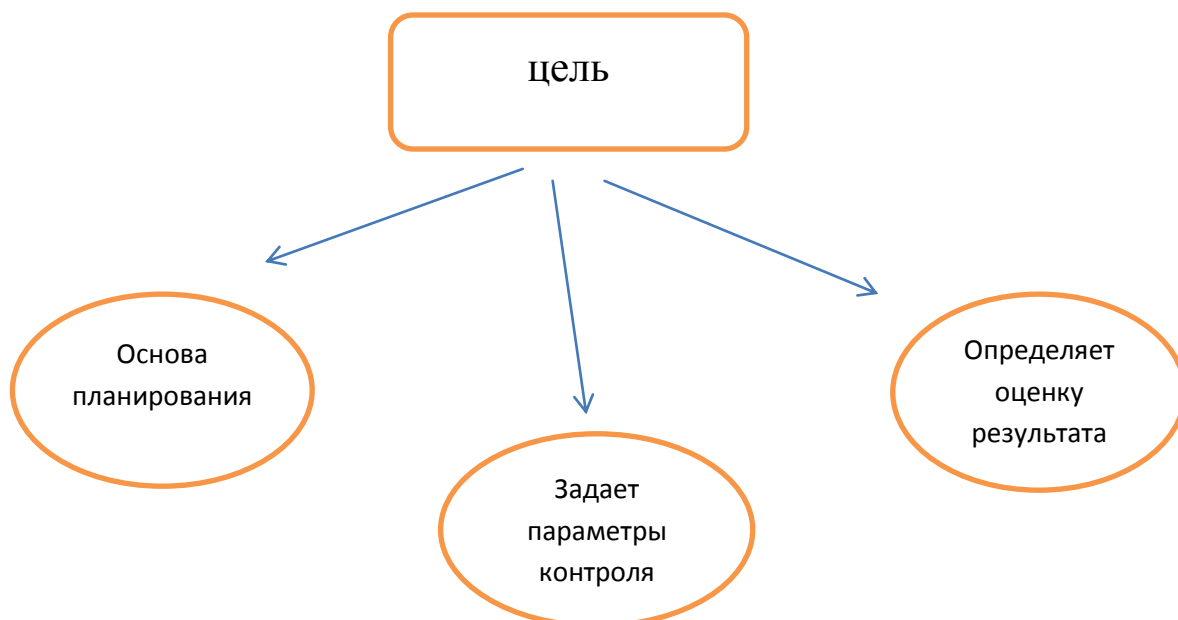 цель
Основа
планирования
Задает
параметры
контроля
Определяет
оценку
результата